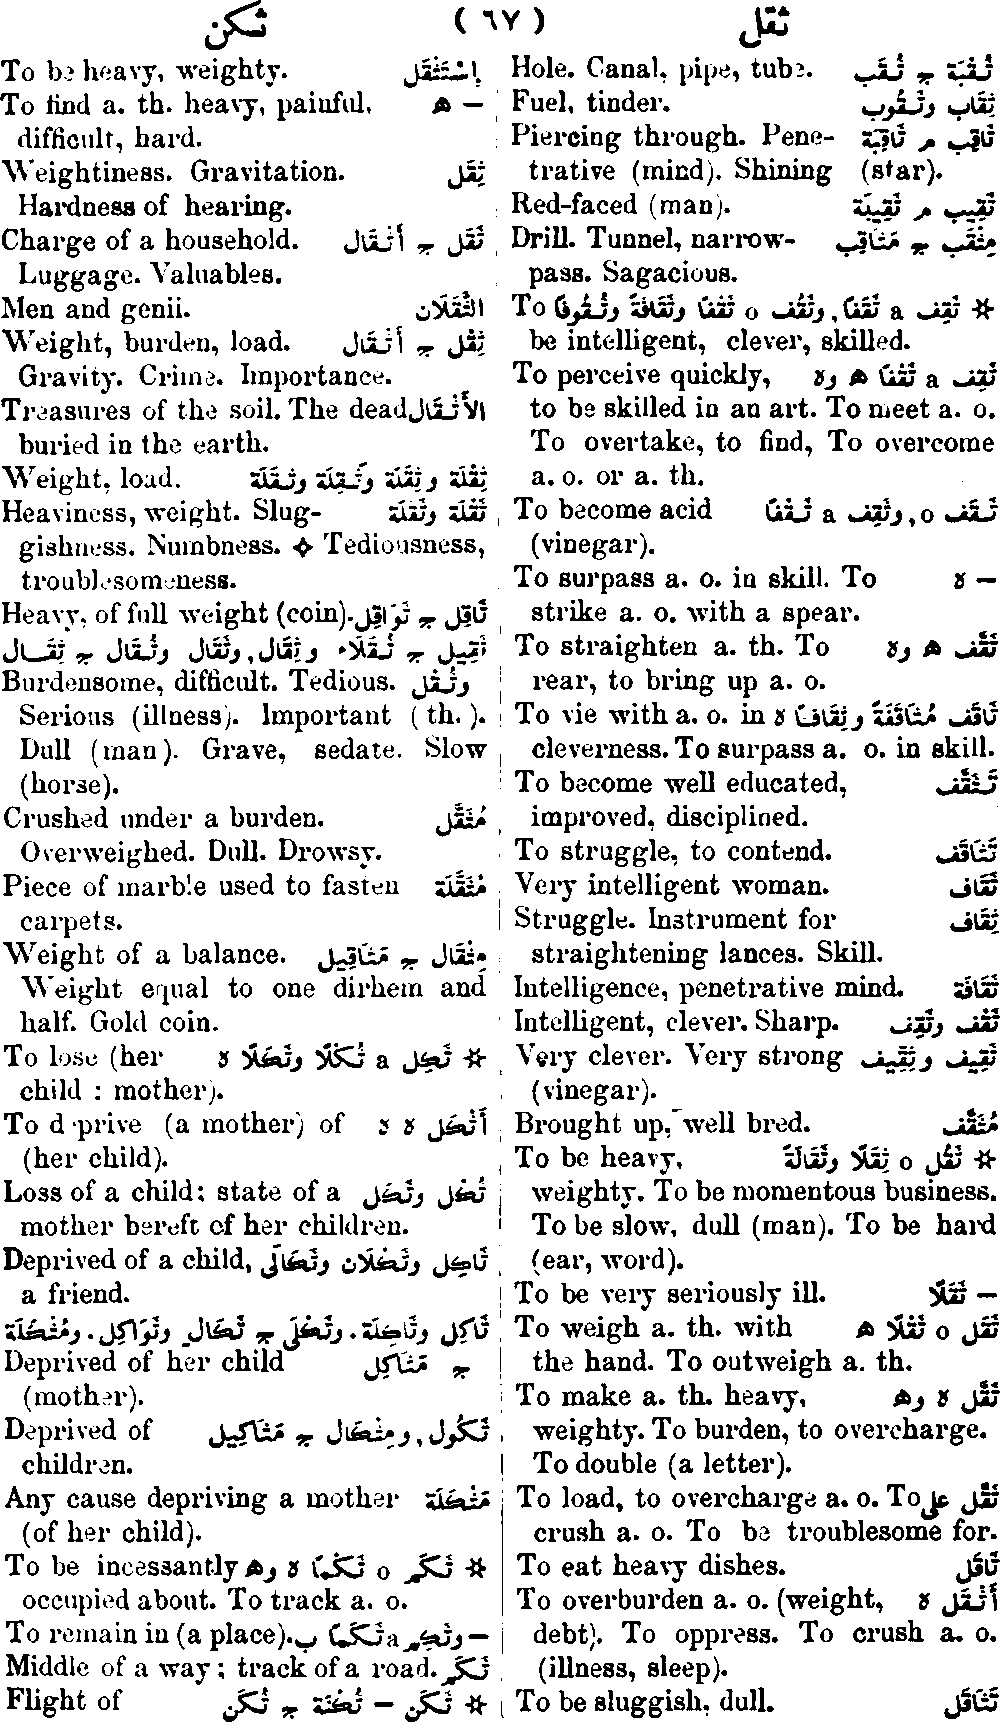 ثقل ( ٦٧ ) ثكن
Hole. Canal, pipe, tube. ثُقْبَة ج ثُقَب
Fuel, tinder. ثِقَاب وثَقُوب
Piercing through. Pene- ثَاقِب م ثَاقِبَة
trative (mind). Shining (star).
Red-faced (man). ثَقِيب م ثَقِيبَة
Drill. Tunnel, narrow- مِثْقَب ج مَثَاقِب
pass. Sagacious.
To ☆ ثَقِف a ثَقَفًا, وثَقُف o ثَقْفًا وثَقَافَةً وثُقُوفًا
be intelligent, clever, skilled.
To perceive quickly, ثَقِف a ثَقْفًا ه وه
to be skilled in an art. To meet a. o.
To overtake, to find, To overcome
a. o. or a. th.
To become acid ثَقَف o, وثَقِف a ثَقْفًا
(vinegar).
To surpass a. o. in skill. To — ه
strike a. o. with a spear.
To straighten a. th. To ثَقَّف ه وه
rear, to bring up a. o.
To vie with a. o. in ثَاقَف مُثَاقَفَةً وثِقَافًا ه
cleverness. To surpass a. o. in skill.
To become well educated, تَثَقَّف
improved, disciplined.
To struggle, to contend. تَثَاقَف
Very intelligent woman. ثَقَاف
Struggle. Instrument for ثِقَاف
straightening lances. Skill.
Intelligence, penetrative mind. ثَقَافَة
Intelligent, clever. Sharp. ثَقْف وثَقِف
Very clever. Very strong ثَقِيف وثِقِّيف
(vinegar).
Brought up, well bred. مُثَقَّف
To be heavy, ☆ ثَقُل o ثِقَلًا وثَقَالَةً
weighty. To be momentous business.
To be slow, dull (man). To be hard
(ear, word).
To be very seriously ill. — ثَقَلًا
To weigh a. th. with ثَقَل o ثَقْلًا ه
the hand. To outweigh a. th.
To make a. th. heavy, ثَقَّل ه وه
weighty. To burden, to overcharge.
To double (a letter).
To load, to overcharge a. o. To ثَقَّل على
crush a. o. To be troublesome for.
To eat heavy dishes. ثَاقَل
To overburden a. o. (weight, أَثْقَل ه
debt). To oppress. To crush a. o.
(illness, sleep).
To be sluggish, dull. تَثَاقَل
To be heavy, weighty. إِسْتَثْقَل
To find a. th. heavy, painful, — ه
difficult, hard.
Weightiness. Gravitation. ثِقَل
Hardness of hearing.
Charge of a household. ثَقَل ج أَثْقَال
Luggage. Valuables.
Men and genii. الثَّقَلَان
Weight, burden, load. ثِقْل ج أَثْقَال
Gravity. Crime. Importance.
Treasures of the soil. The dead الأَثْقَال
buried in the earth.
Weight, load. ثِقْلَة وثِقَلَة وثَقِلَة وثَقَلَة
Heaviness, weight. Slug- ثَقْلَة وثَقَلَة
gishness. Numbness. ❖ Tediousness,
troublesomeness.
Heavy, of full weight (coin). ثَاقِل ج ثَوَاقِل
ثَقِيل ج ثُقَلَاء وثِقَال, وثَقَال وثُقَال ج ثِقَال
Burdensome, difficult. Tedious. وثُقْل
Serious (illness). Important (th.).
Dull (man). Grave, sedate. Slow
(horse).
Crushed under a burden. مُثَقَّل
Overweighed. Dull. Drowsy.
Piece of marble used to fasten مُثَقَّلَة
carpets.
Weight of a balance. مِثْقَال ج مَثَاقِيل
Weight equal to one dirhem and
half. Gold coin.
To lose (her ☆ ثَكِل a ثُكْلًا وثَكَلًا ه
child : mother).
To deprive (a mother) of أَثْكَل ه ه
(her child).
Loss of a child; state of a ثُكْل وثَكَل
mother bereft of her children.
Deprived of a child, ثَاكِل وثَكْلَان وثَكَالَى
a friend.
ثَاكِل وثَاكِلَة, وثَكْلَى ج ثَكَالَى وثَوَاكِل, ومُثْكِلَة
Deprived of her child ج مَثَاكِل
(mother).
Deprived of ثَكُول, ومِثْكَال ج مَثَاكِيل
children.
Any cause depriving a mother مَثْكَلَة
(of her child).
To be incessantly ☆ ثَكَم o ثَكْمًا ه وه
occupied about. To track a. o.
To remain in (a place). — وثَكِم a ثَكَمًا ب
Middle of a way; track of a road. ثَكَم
Flight of ☆ ثَكَن — ثُكْنَة ج ثُكَن